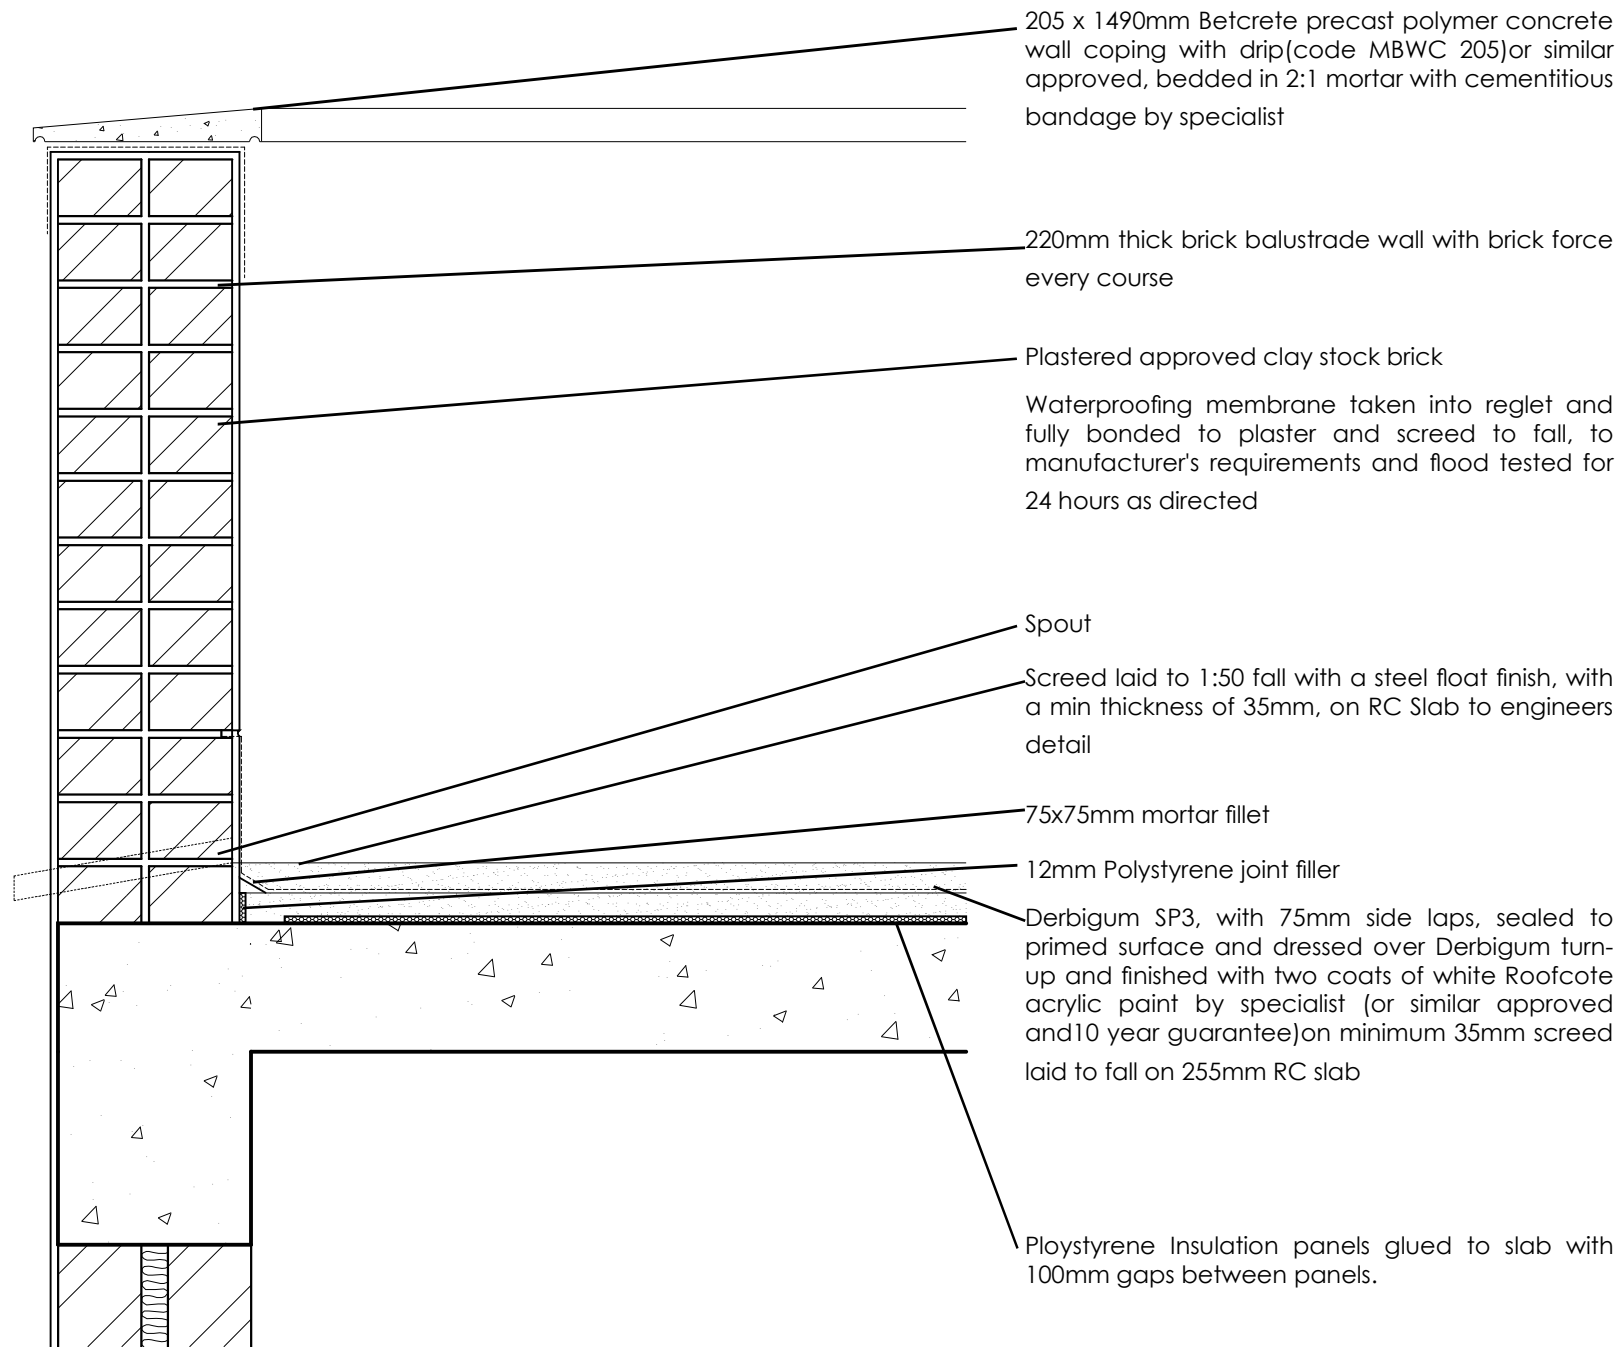 205 x 1490mm Betcrete precast polymer concrete
wall coping with drip(code MBWC 205)or similar
approved, bedded in 2:1 mortar with cementitious
bandage by specialist
220mm thick brick balustrade wall with brick force
every course
Plastered approved clay stock brick
Waterproofing membrane taken into reglet and
fully bonded to plaster and screed to fall, to
manufacturer's requirements and flood tested for
24 hours as directed
Spout
Screed laid to 1:50 fall with a steel float finish, with
a min thickness of 35mm, on RC Slab to engineers
detail
75x75mm mortar fillet
12mm Polystyrene joint filler
Derbigum SP3, with 75mm side laps, sealed to
primed surface and dressed over Derbigum turn-
up and finished with two coats of white Roofcote
acrylic paint by specialist (or similar approved
and10 year guarantee)on minimum 35mm screed
laid to fall on 255mm RC slab
Ploystyrene Insulation panels glued to slab with
100mm gaps between panels.